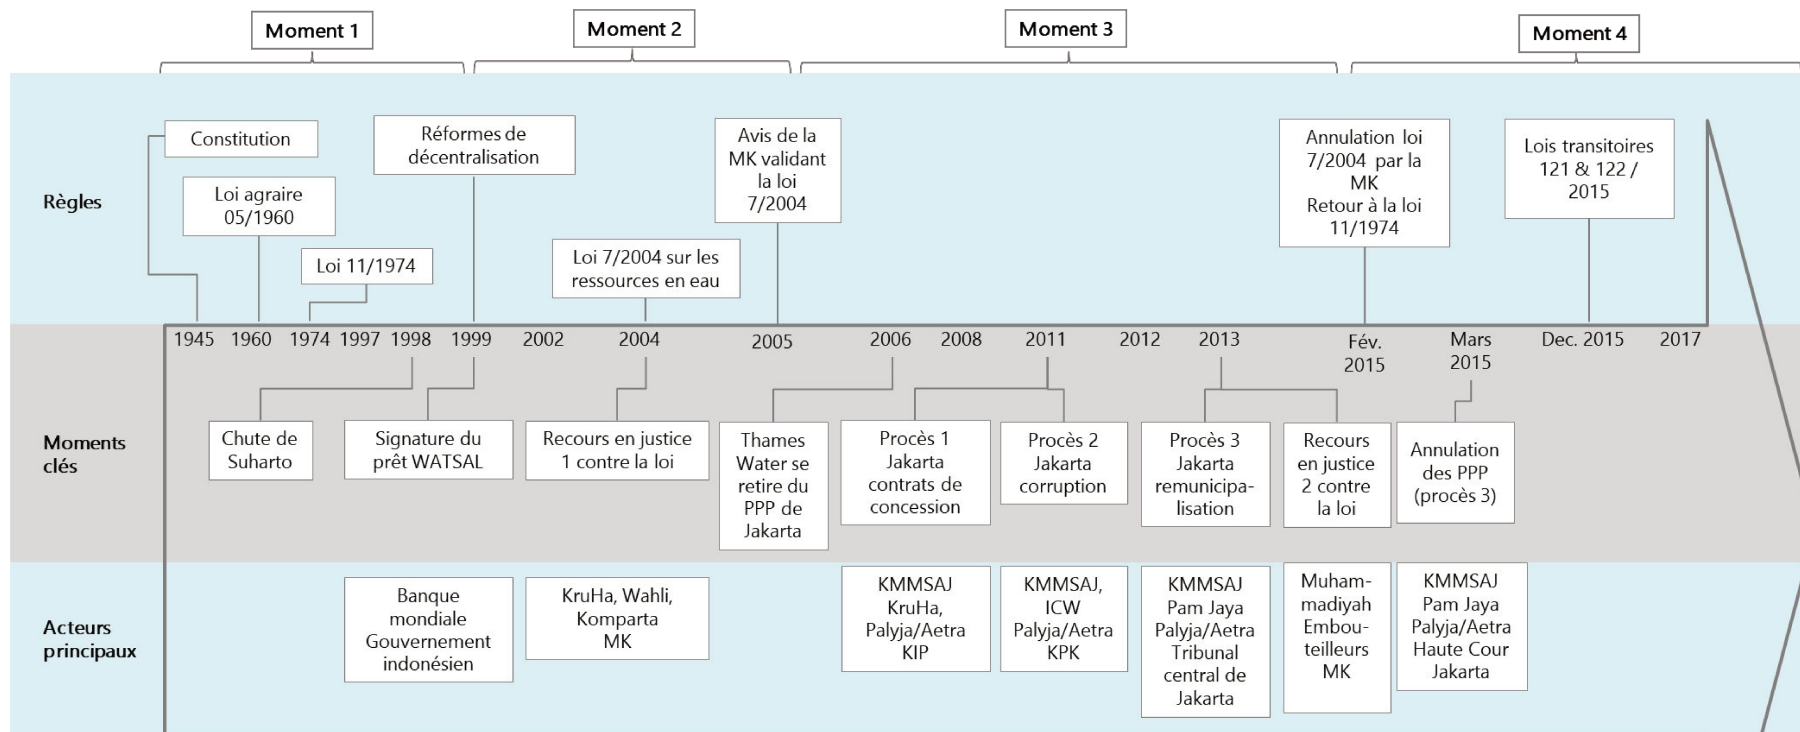 Moment 1
Moment 2
Moment 3
Moment 4
Règles
Constitution
Loi agraire
05/1960
Loi 11/1974
Réformes de
décentralisation
Loi 7/2004 sur les
ressources en eau
Avis de la
MK validant
la loi
7/2004
Annulation loi
7/2004 par la
MK
Retour à la loi
11/1974
Lois transitoires
121 & 122 /
2015
1945
1960
1974
1997
1998
1999
2002
2004
2005
2006
2008
2011
2012
2013
Fév.
2015
Mars
2015
Dec. 2015
2017
Moments
clés
Chute de
Suharto
Signature du
prêt WATSAL
Recours en justice
1 contre la loi
Thames
Water se
retire du
PPP de
Jakarta
Procès 1
Jakarta
contrats de
concession
Procès 2
Jakarta
corruption
Procès 3
Jakarta
remunicipa-
lisation
Recours
en justice
2 contre
la loi
Annulation
des PPP
(procès 3)
Acteurs
principaux
Banque
mondiale
Gouvernement
indonésien
KruHa, Wahli,
Komparta
MK
KMMSAJ
KruHa,
Palyja/Aetra
KIP
KMMSAJ,
ICW
Palyja/Aetra
KPK
KMMSAJ
Pam Jaya
Palyja/Aetra
Tribunal
central de
Jakarta
Muham-
madiyah
Embou-
teilleurs
MK
KMMSAJ
Pam Jaya
Palyja/Aetra
Haute Cour
Jakarta